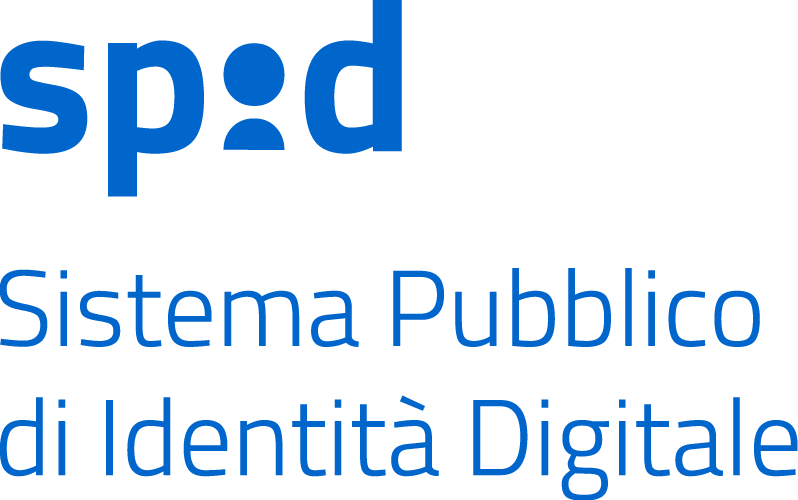 spid
Sistema Pubblico
di Identità Digitale